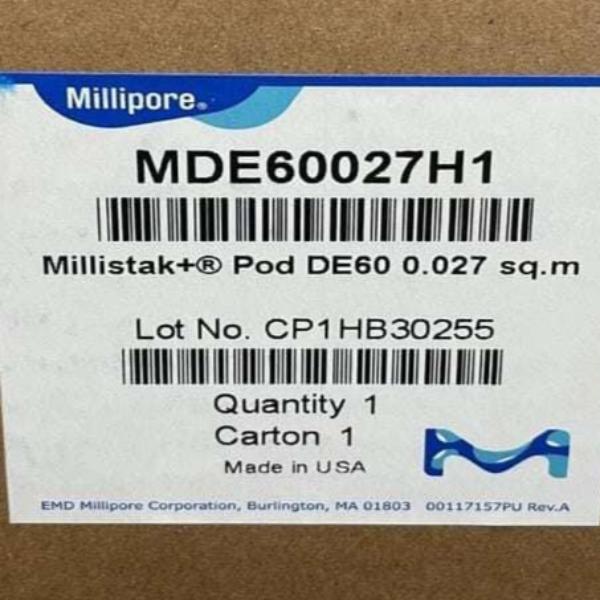 Millipore®
MDE60027H1
Millistak+® Pod DE60 0.027 sq.m
Lot No. CP1HB30255
Quantity 1
Carton 1
Made in USA
EMD Millipore Corporation, Burlington, MA 01803 00117157PU Rev.A